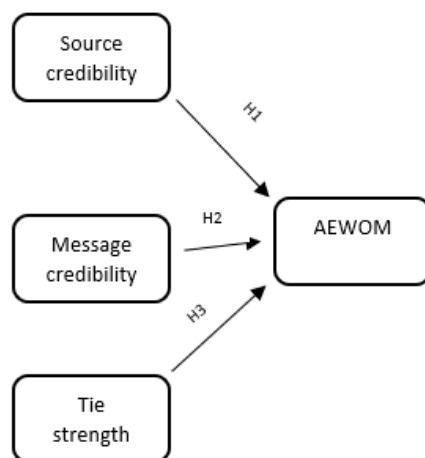 Source
credibility
H1
AEWOM
H2
Message
credibility
H3
Tie
strength